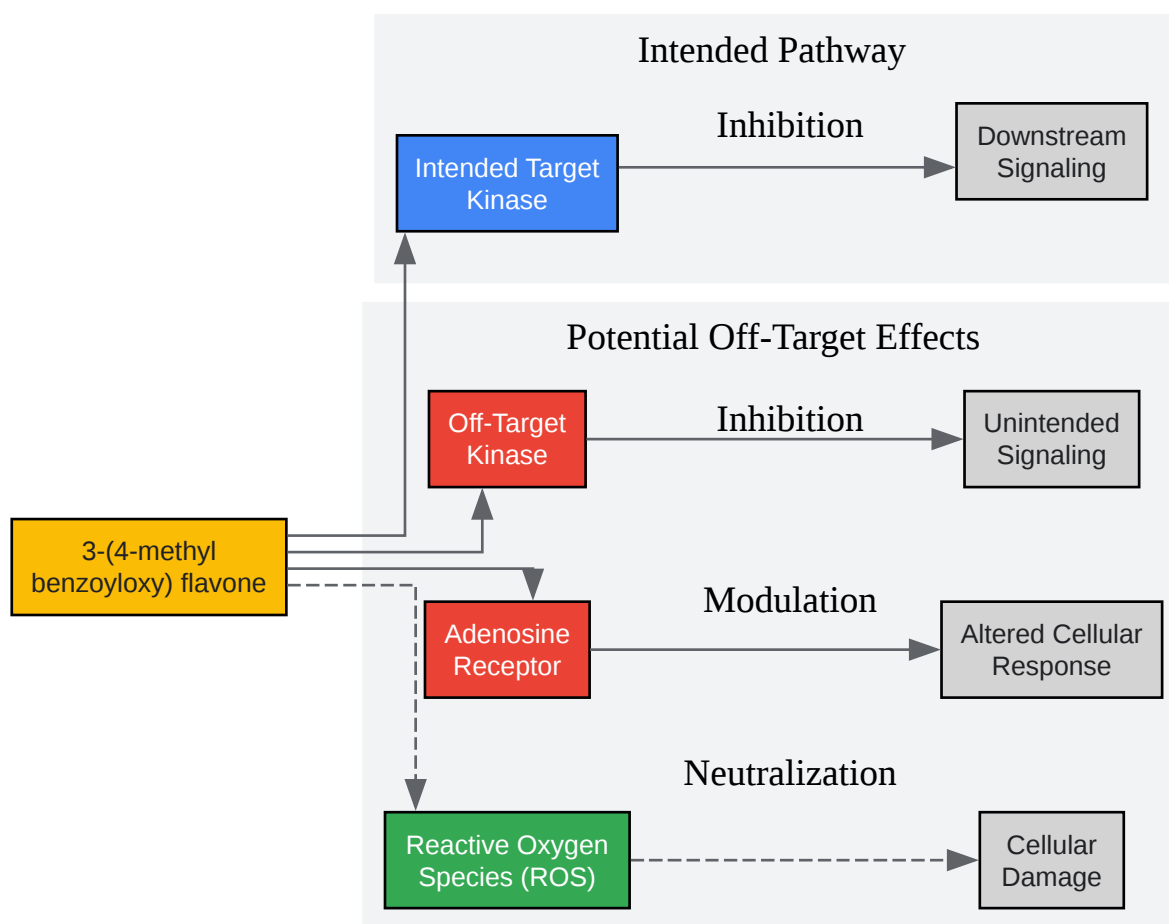 Intended Pathway
Inhibition
Intended Target
Kinase
Downstream
Signaling
Potential Off-Target Effects
Off-Target
Kinase
Inhibition
Unintended
Signaling
3-(4-methyl
benzoyloxy) flavone
Adenosine
Receptor
Modulation
Altered Cellular
Response
Neutralization
Reactive Oxygen
Species (ROS)
Cellular
Damage